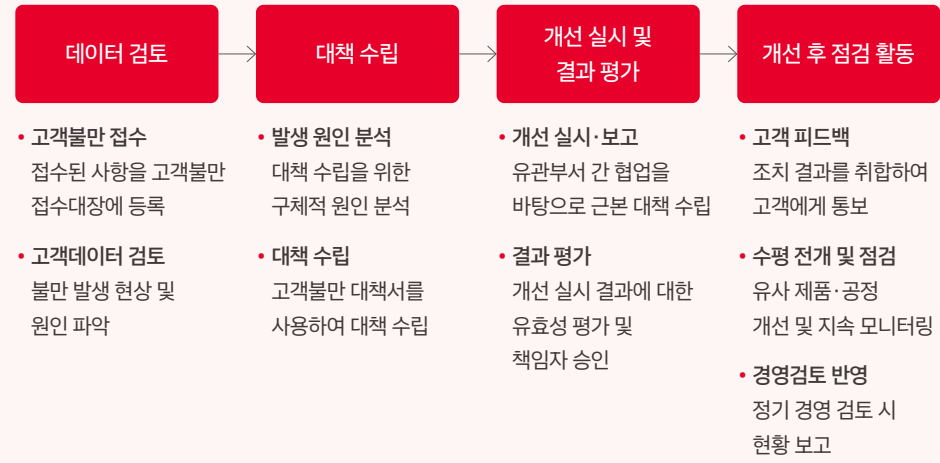 데이터 검토
대책 수립
개선 실시 및
결과 평가
개선 후 점검 활동
• 고객불만 접수
접수된 사항을 고객불만
접수대장에 등록
• 고객데이터 검토
불만 발생 현상 및
원인 파악
• 발생 원인 분석
대책 수립을 위한
구체적 원인 분석
• 대책 수립
고객불만 대책서를
사용하여 대책 수립
• 개선 실시·보고
유관부서 간 협업을
바탕으로 근본 대책 수립
• 결과 평가
개선 실시 결과에 대한
유효성 평가 및
책임자 승인
• 고객 피드백
조치 결과를 취합하여
고객에게 통보
• 수평 전개 및 점검
유사 제품·공정
개선 및 지속 모니터링
• 경영검토 반영
정기 경영 검토 시
현황 보고